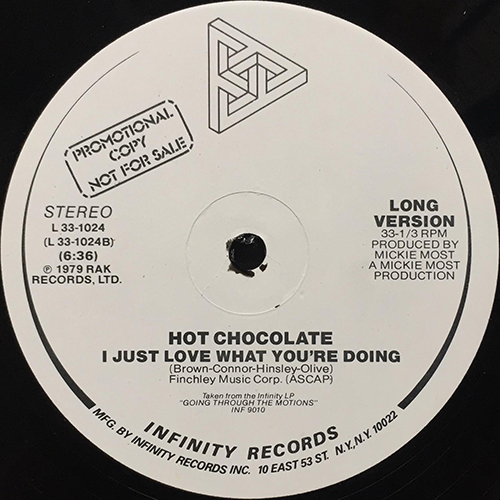 PROMOTIONAL
COPY
NOT FOR SALE
STEREO
L 33-1024
(L 33-1024B)
(6:36)
℗ 1979 RAK
RECORDS, LTD.
LONG
VERSION
33-1/3 RPM
PRODUCED BY
MICKIE MOST
A MICKIE MOST
PRODUCTION
HOT CHOCOLATE
I JUST LOVE WHAT YOU'RE DOING
(Brown-Connor-Hinsley-Olive)
Finchley Music Corp. (ASCAP)
Taken from the Infinity LP
"GOING THROUGH THE MOTIONS"
INF 9010
INFINITY RECORDS
MFG. BY INFINITY RECORDS INC. 10 EAST 53 ST. N.Y., N.Y. 10022